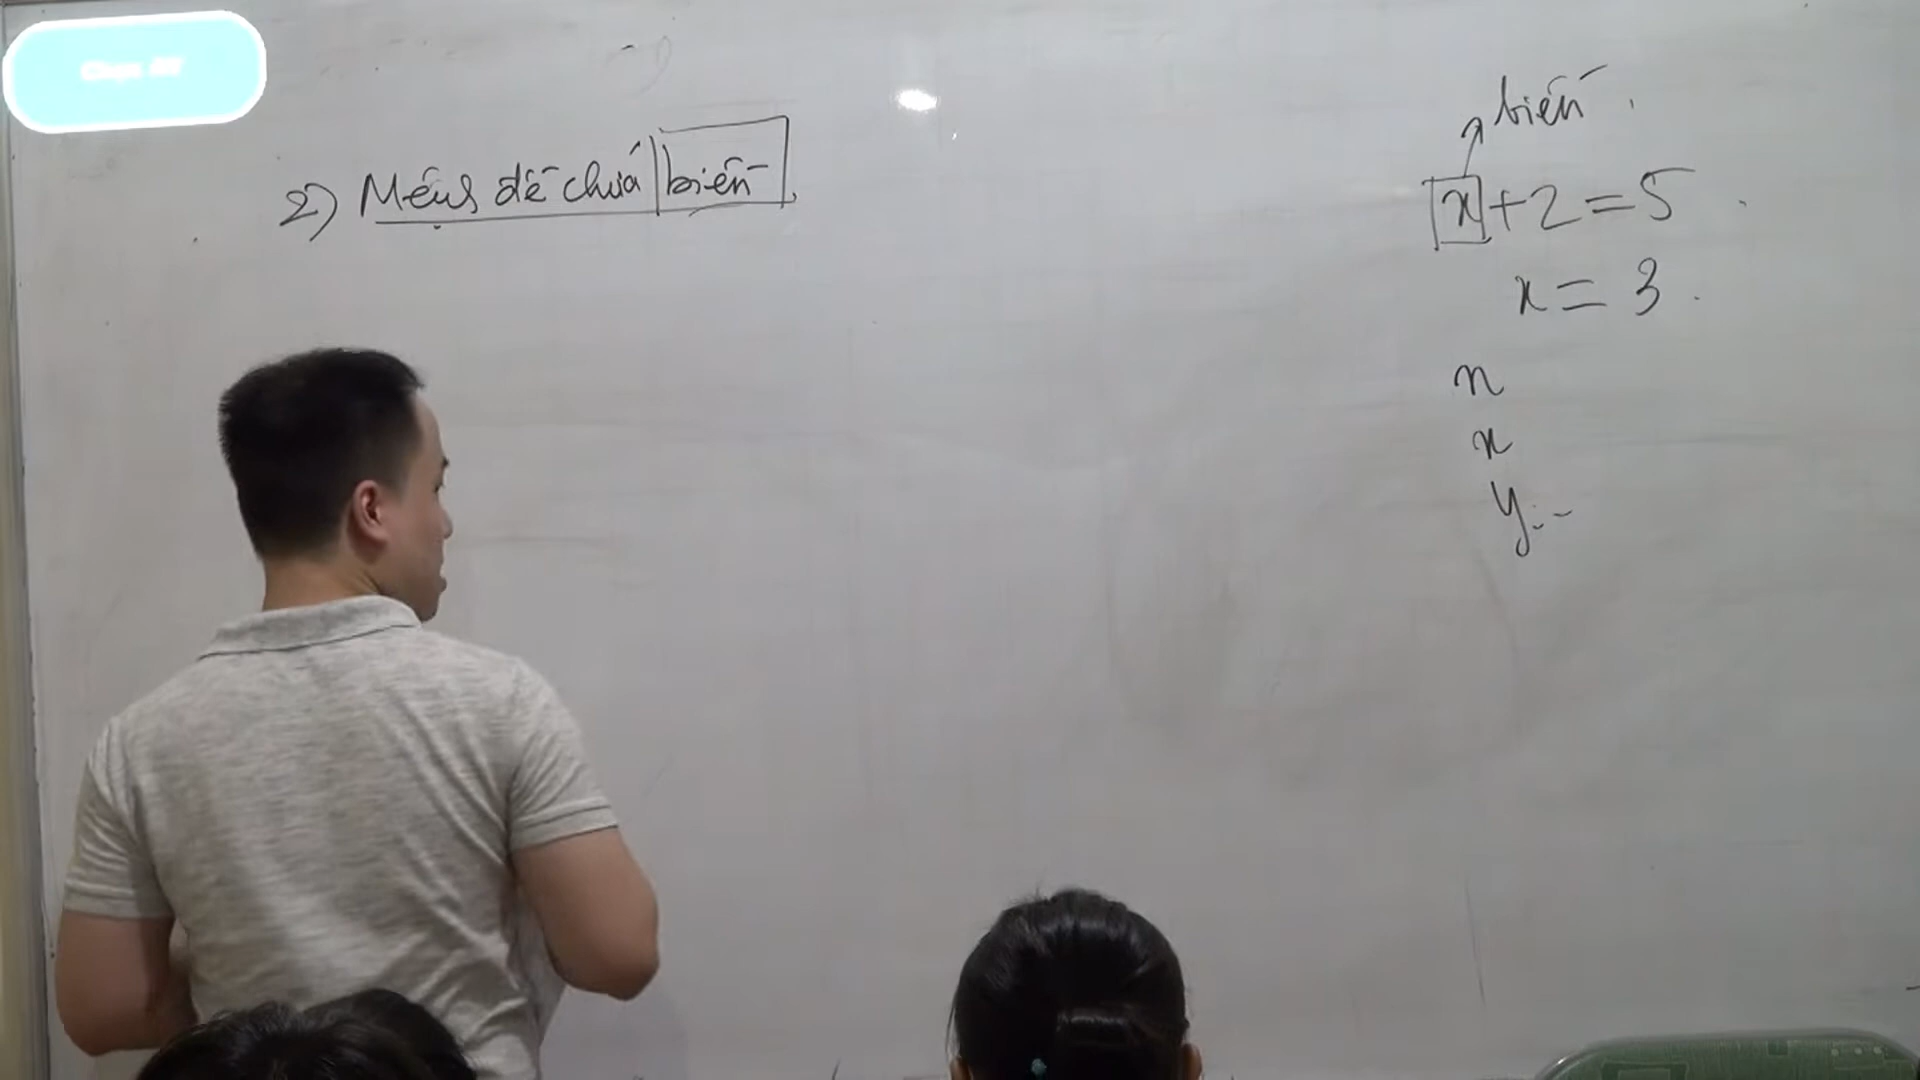 2) Mệnh đề chứa biến
biến.
x + 2 = 5
x = 3
n
x
y...